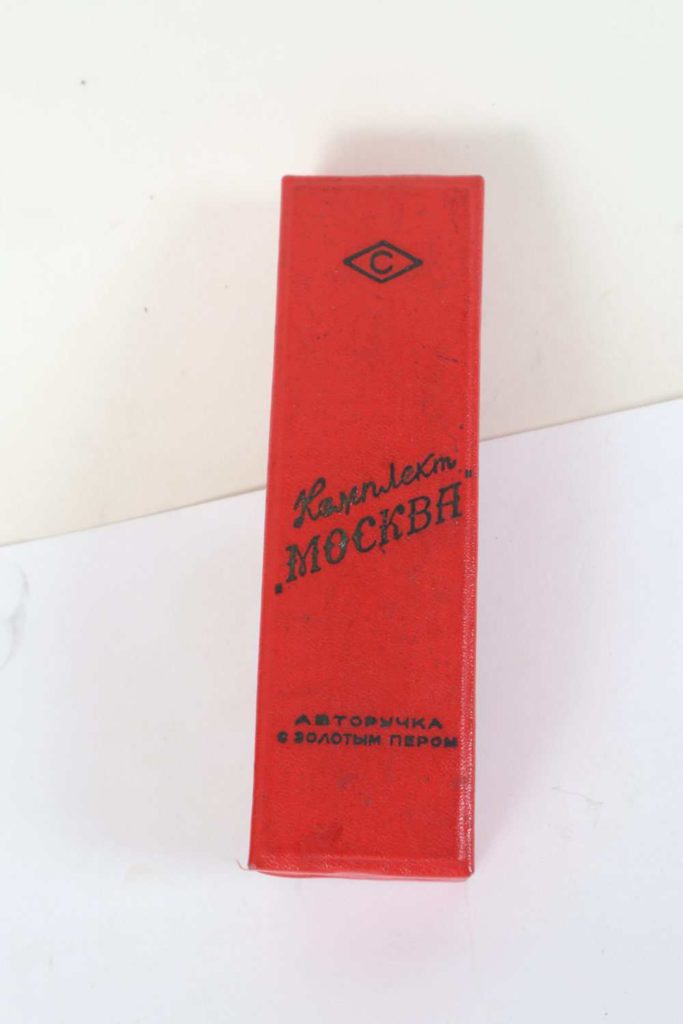 С
Комплект
„МОСКВА"
АВТОРУЧКА
С ЗОЛОТЫМ ПЕРОМ